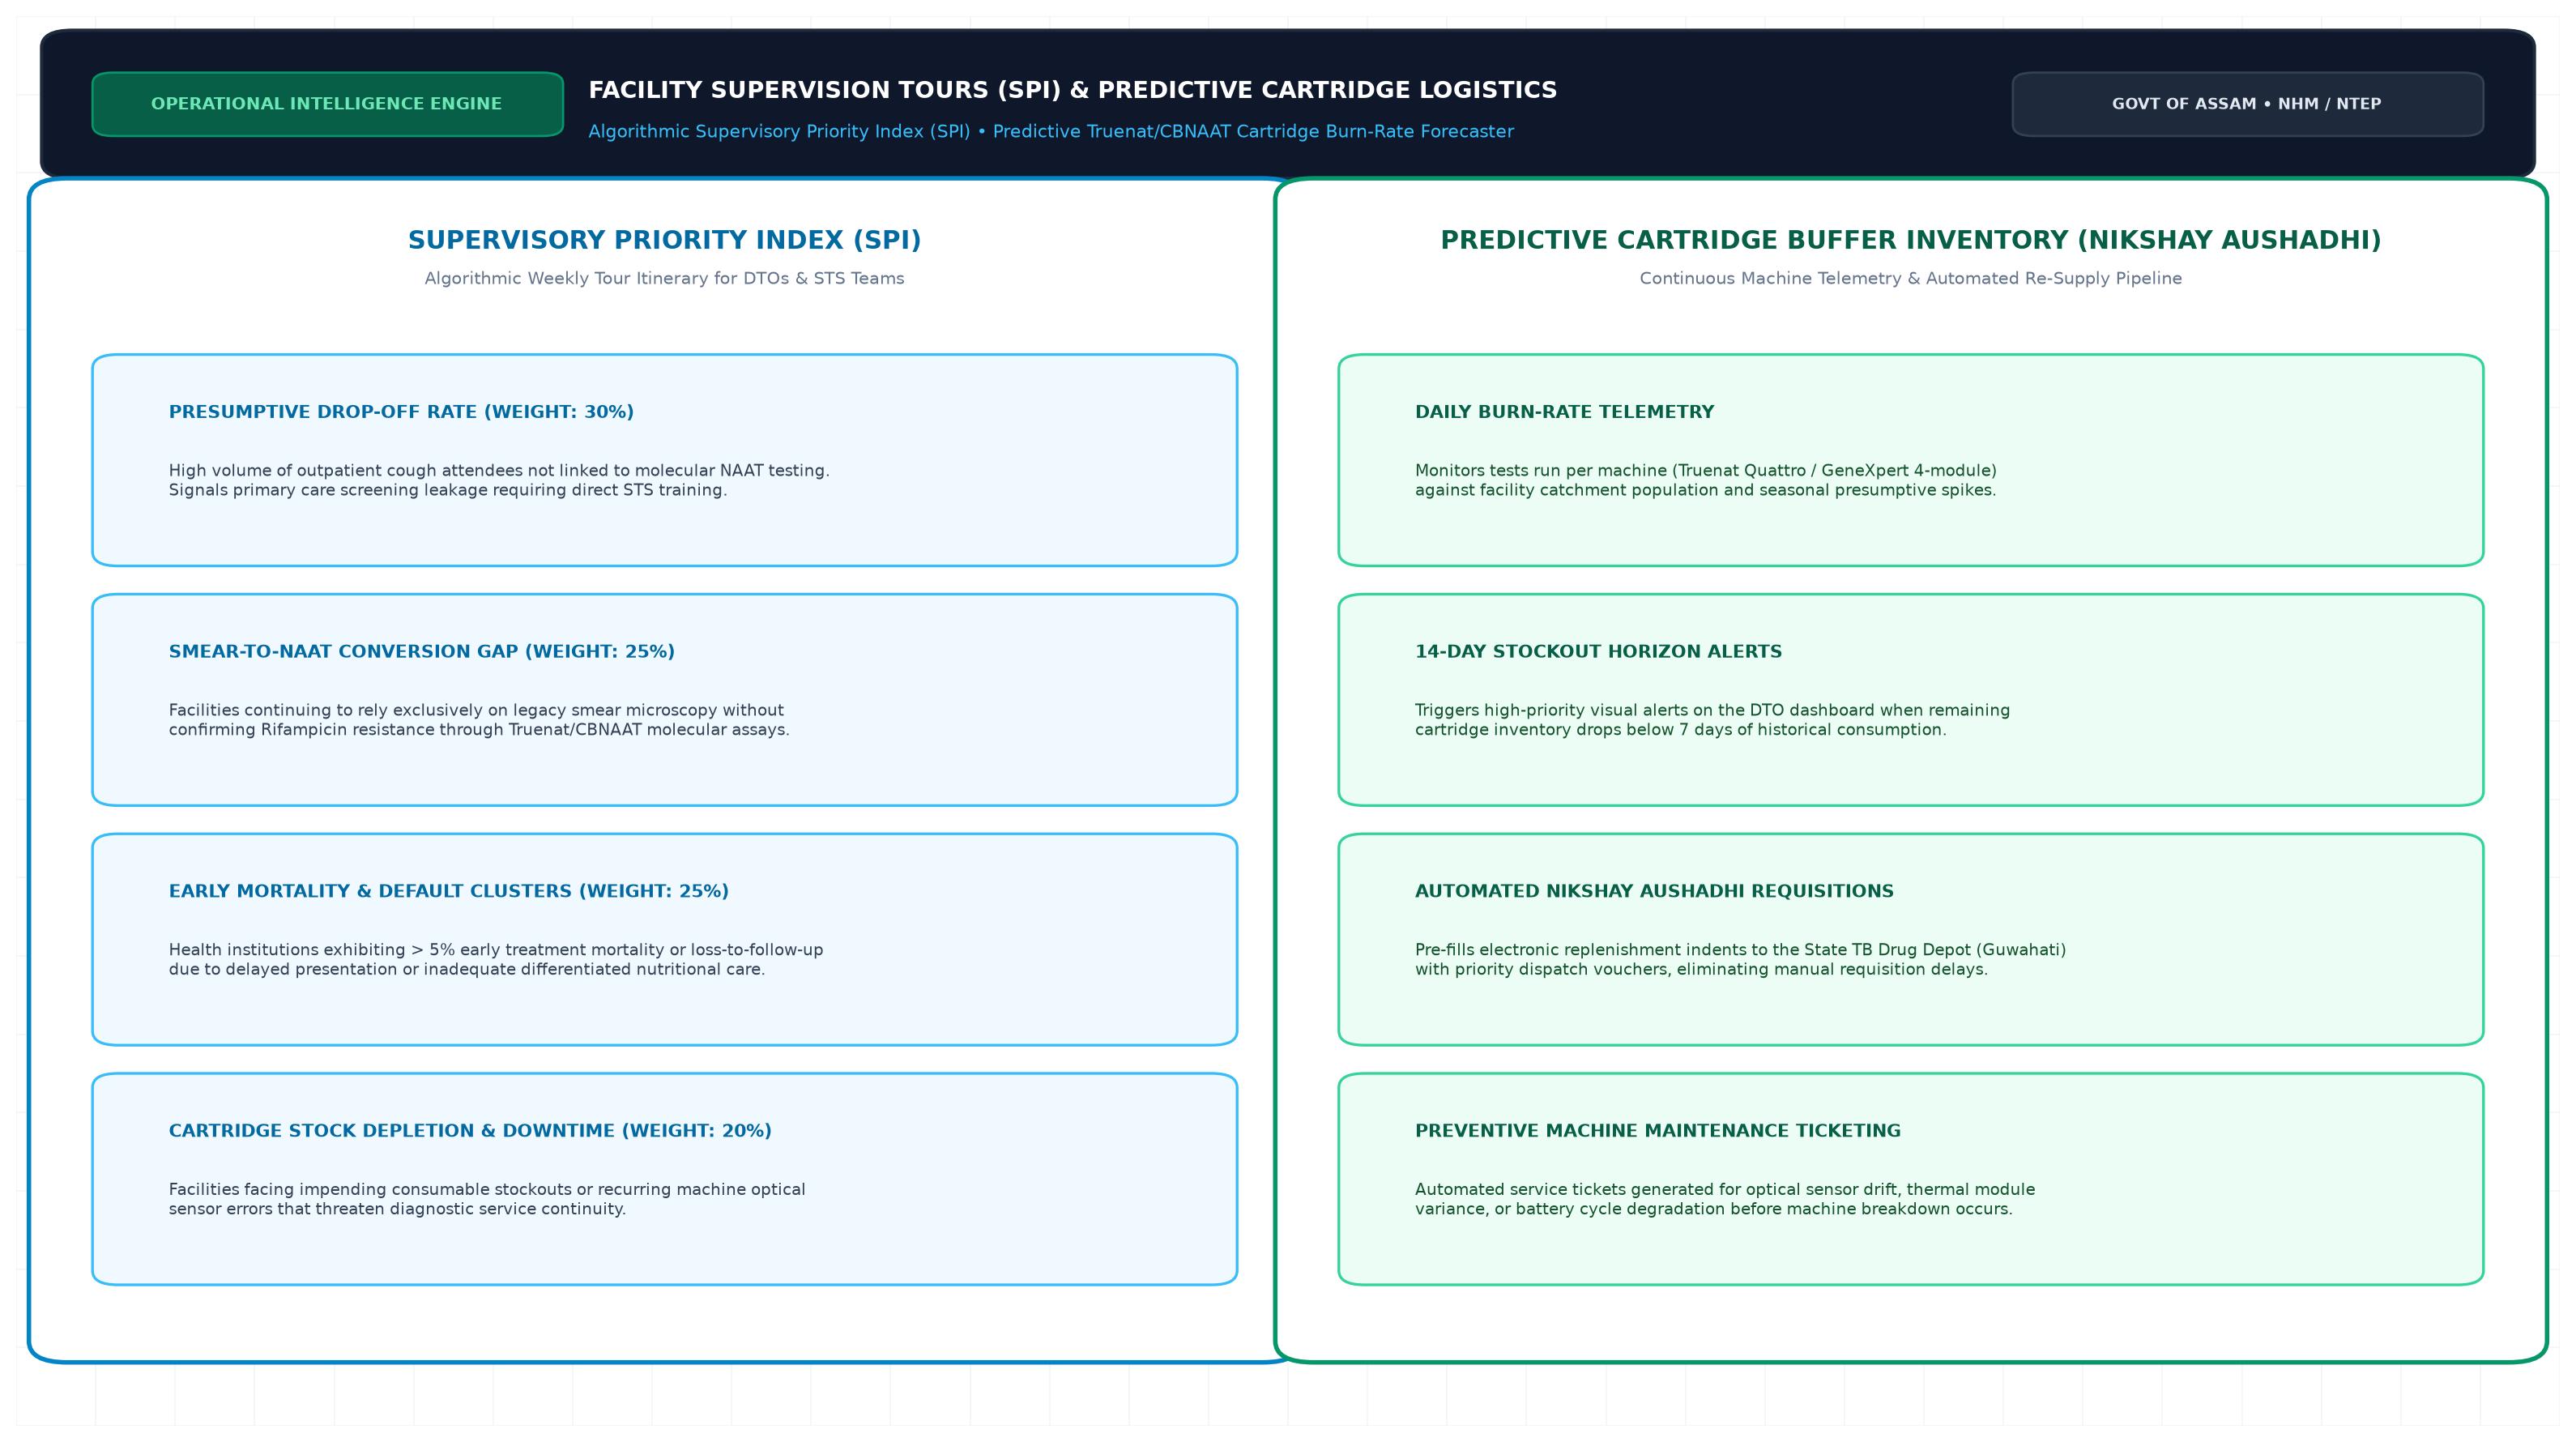 OPERATIONAL INTELLIGENCE ENGINE
FACILITY SUPERVISION TOURS (SPI) & PREDICTIVE CARTRIDGE LOGISTICS
Algorithmic Supervisory Priority Index (SPI) • Predictive Truenat/CBNAAT Cartridge Burn-Rate Forecaster
GOVT OF ASSAM • NHM / NTEP
SUPERVISORY PRIORITY INDEX (SPI)
Algorithmic Weekly Tour Itinerary for DTOs & STS Teams
PRESUMPTIVE DROP-OFF RATE (WEIGHT: 30%)
High volume of outpatient cough attendees not linked to molecular NAAT testing.
Signals primary care screening leakage requiring direct STS training.
SMEAR-TO-NAAT CONVERSION GAP (WEIGHT: 25%)
Facilities continuing to rely exclusively on legacy smear microscopy without
confirming Rifampicin resistance through Truenat/CBNAAT molecular assays.
EARLY MORTALITY & DEFAULT CLUSTERS (WEIGHT: 25%)
Health institutions exhibiting > 5% early treatment mortality or loss-to-follow-up
due to delayed presentation or inadequate differentiated nutritional care.
CARTRIDGE STOCK DEPLETION & DOWNTIME (WEIGHT: 20%)
Facilities facing impending consumable stockouts or recurring machine optical
sensor errors that threaten diagnostic service continuity.
PREDICTIVE CARTRIDGE BUFFER INVENTORY (NIKSHAY AUSHADHI)
Continuous Machine Telemetry & Automated Re-Supply Pipeline
DAILY BURN-RATE TELEMETRY
Monitors tests run per machine (Truenat Quattro / GeneXpert 4-module)
against facility catchment population and seasonal presumptive spikes.
14-DAY STOCKOUT HORIZON ALERTS
Triggers high-priority visual alerts on the DTO dashboard when remaining
cartridge inventory drops below 7 days of historical consumption.
AUTOMATED NIKSHAY AUSHADHI REQUISITIONS
Pre-fills electronic replenishment indents to the State TB Drug Depot (Guwahati)
with priority dispatch vouchers, eliminating manual requisition delays.
PREVENTIVE MACHINE MAINTENANCE TICKETING
Automated service tickets generated for optical sensor drift, thermal module
variance, or battery cycle degradation before machine breakdown occurs.